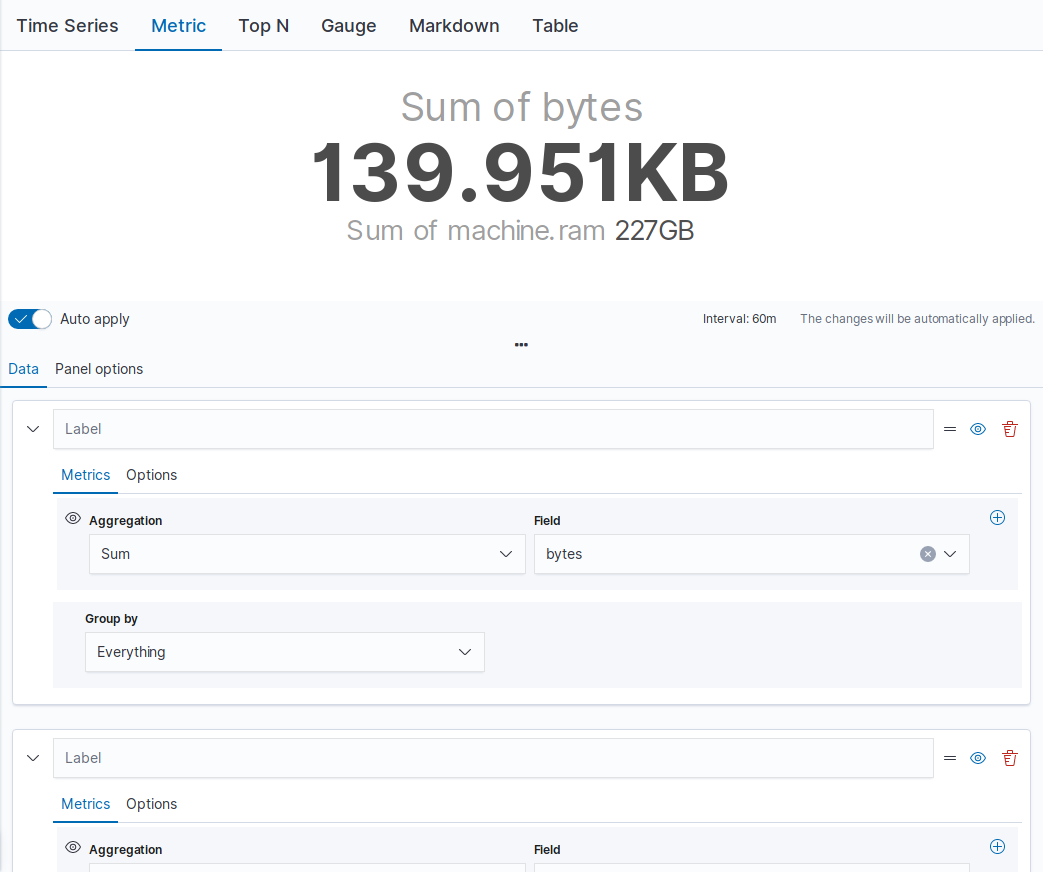 Time Series Metric Top N Gauge Markdown Table
Sum of bytes
139.951KB
Sum of machine.ram 227GB
Auto apply Interval: 60m The changes will be automatically applied.
Data Panel options
Label
Metrics Options
Aggregation Field
Sum bytes
Group by
Everything
Label
Metrics Options
Aggregation Field